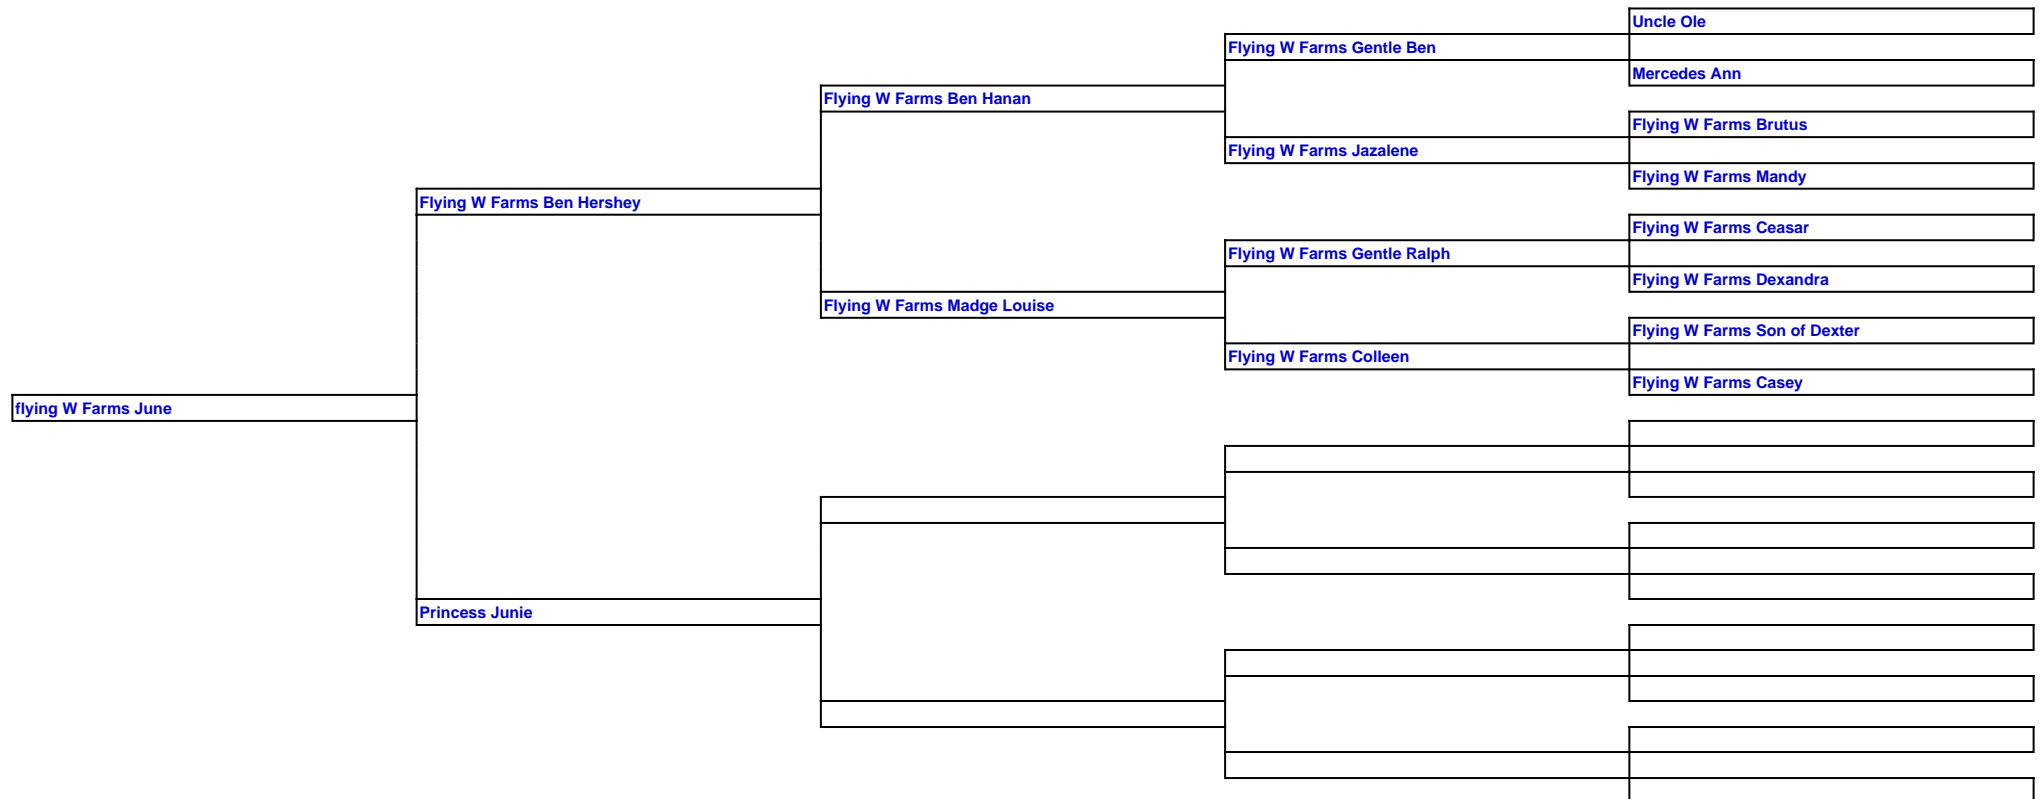 Uncle Ole
Flying W Farms Gentle Ben
Mercedes Ann
Flying W Farms Ben Hanan
Flying W Farms Brutus
Flying W Farms Jazalene
Flying W Farms Mandy
Flying W Farms Ben Hershey
Flying W Farms Ceasar
Flying W Farms Gentle Ralph
Flying W Farms Dexandra
Flying W Farms Madge Louise
Flying W Farms Son of Dexter
Flying W Farms Colleen
Flying W Farms Casey
flying W Farms June
Princess Junie